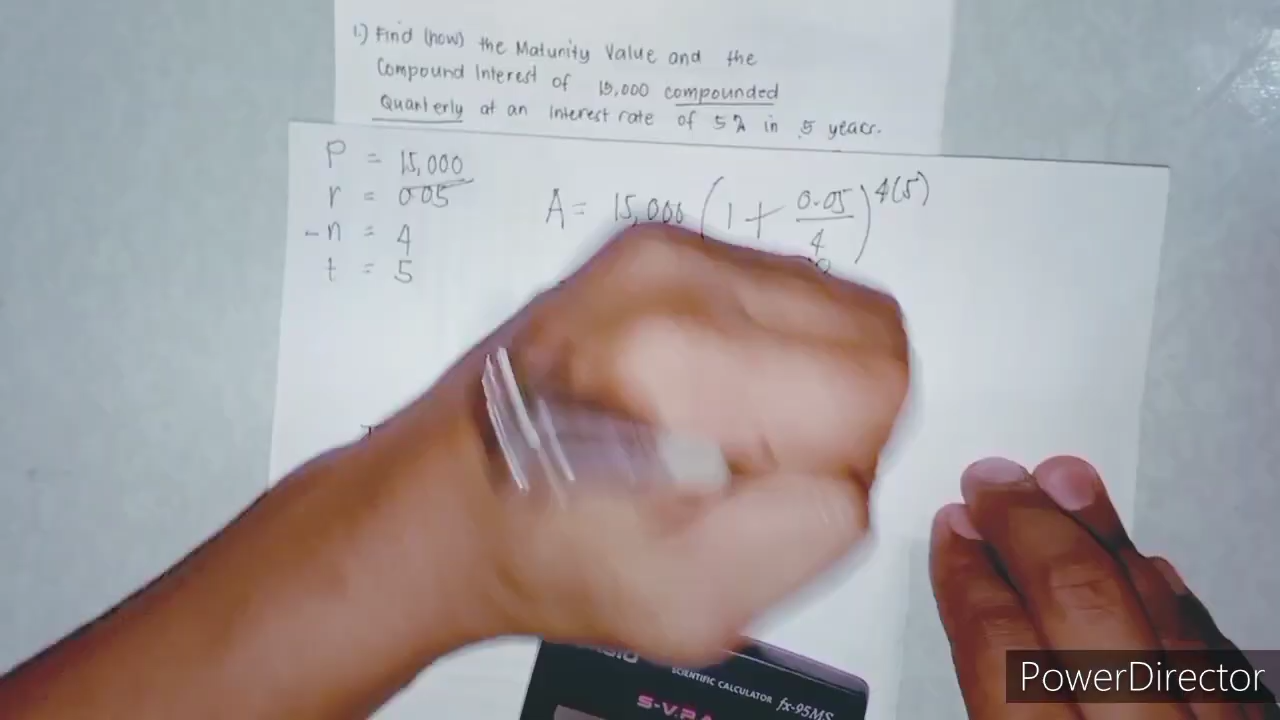 1.) Find (now) the Maturity Value and the
Compound Interest of 15,000 compounded
Quarterly at an interest rate of 5% in 5 years.
P = 15,000
r = 0.05
-n = 4
t = 5
A = 15,000 (1 + 0.05/4)^4(5)
SCIENTIFIC CALCULATOR fx-95MS
PowerDirector